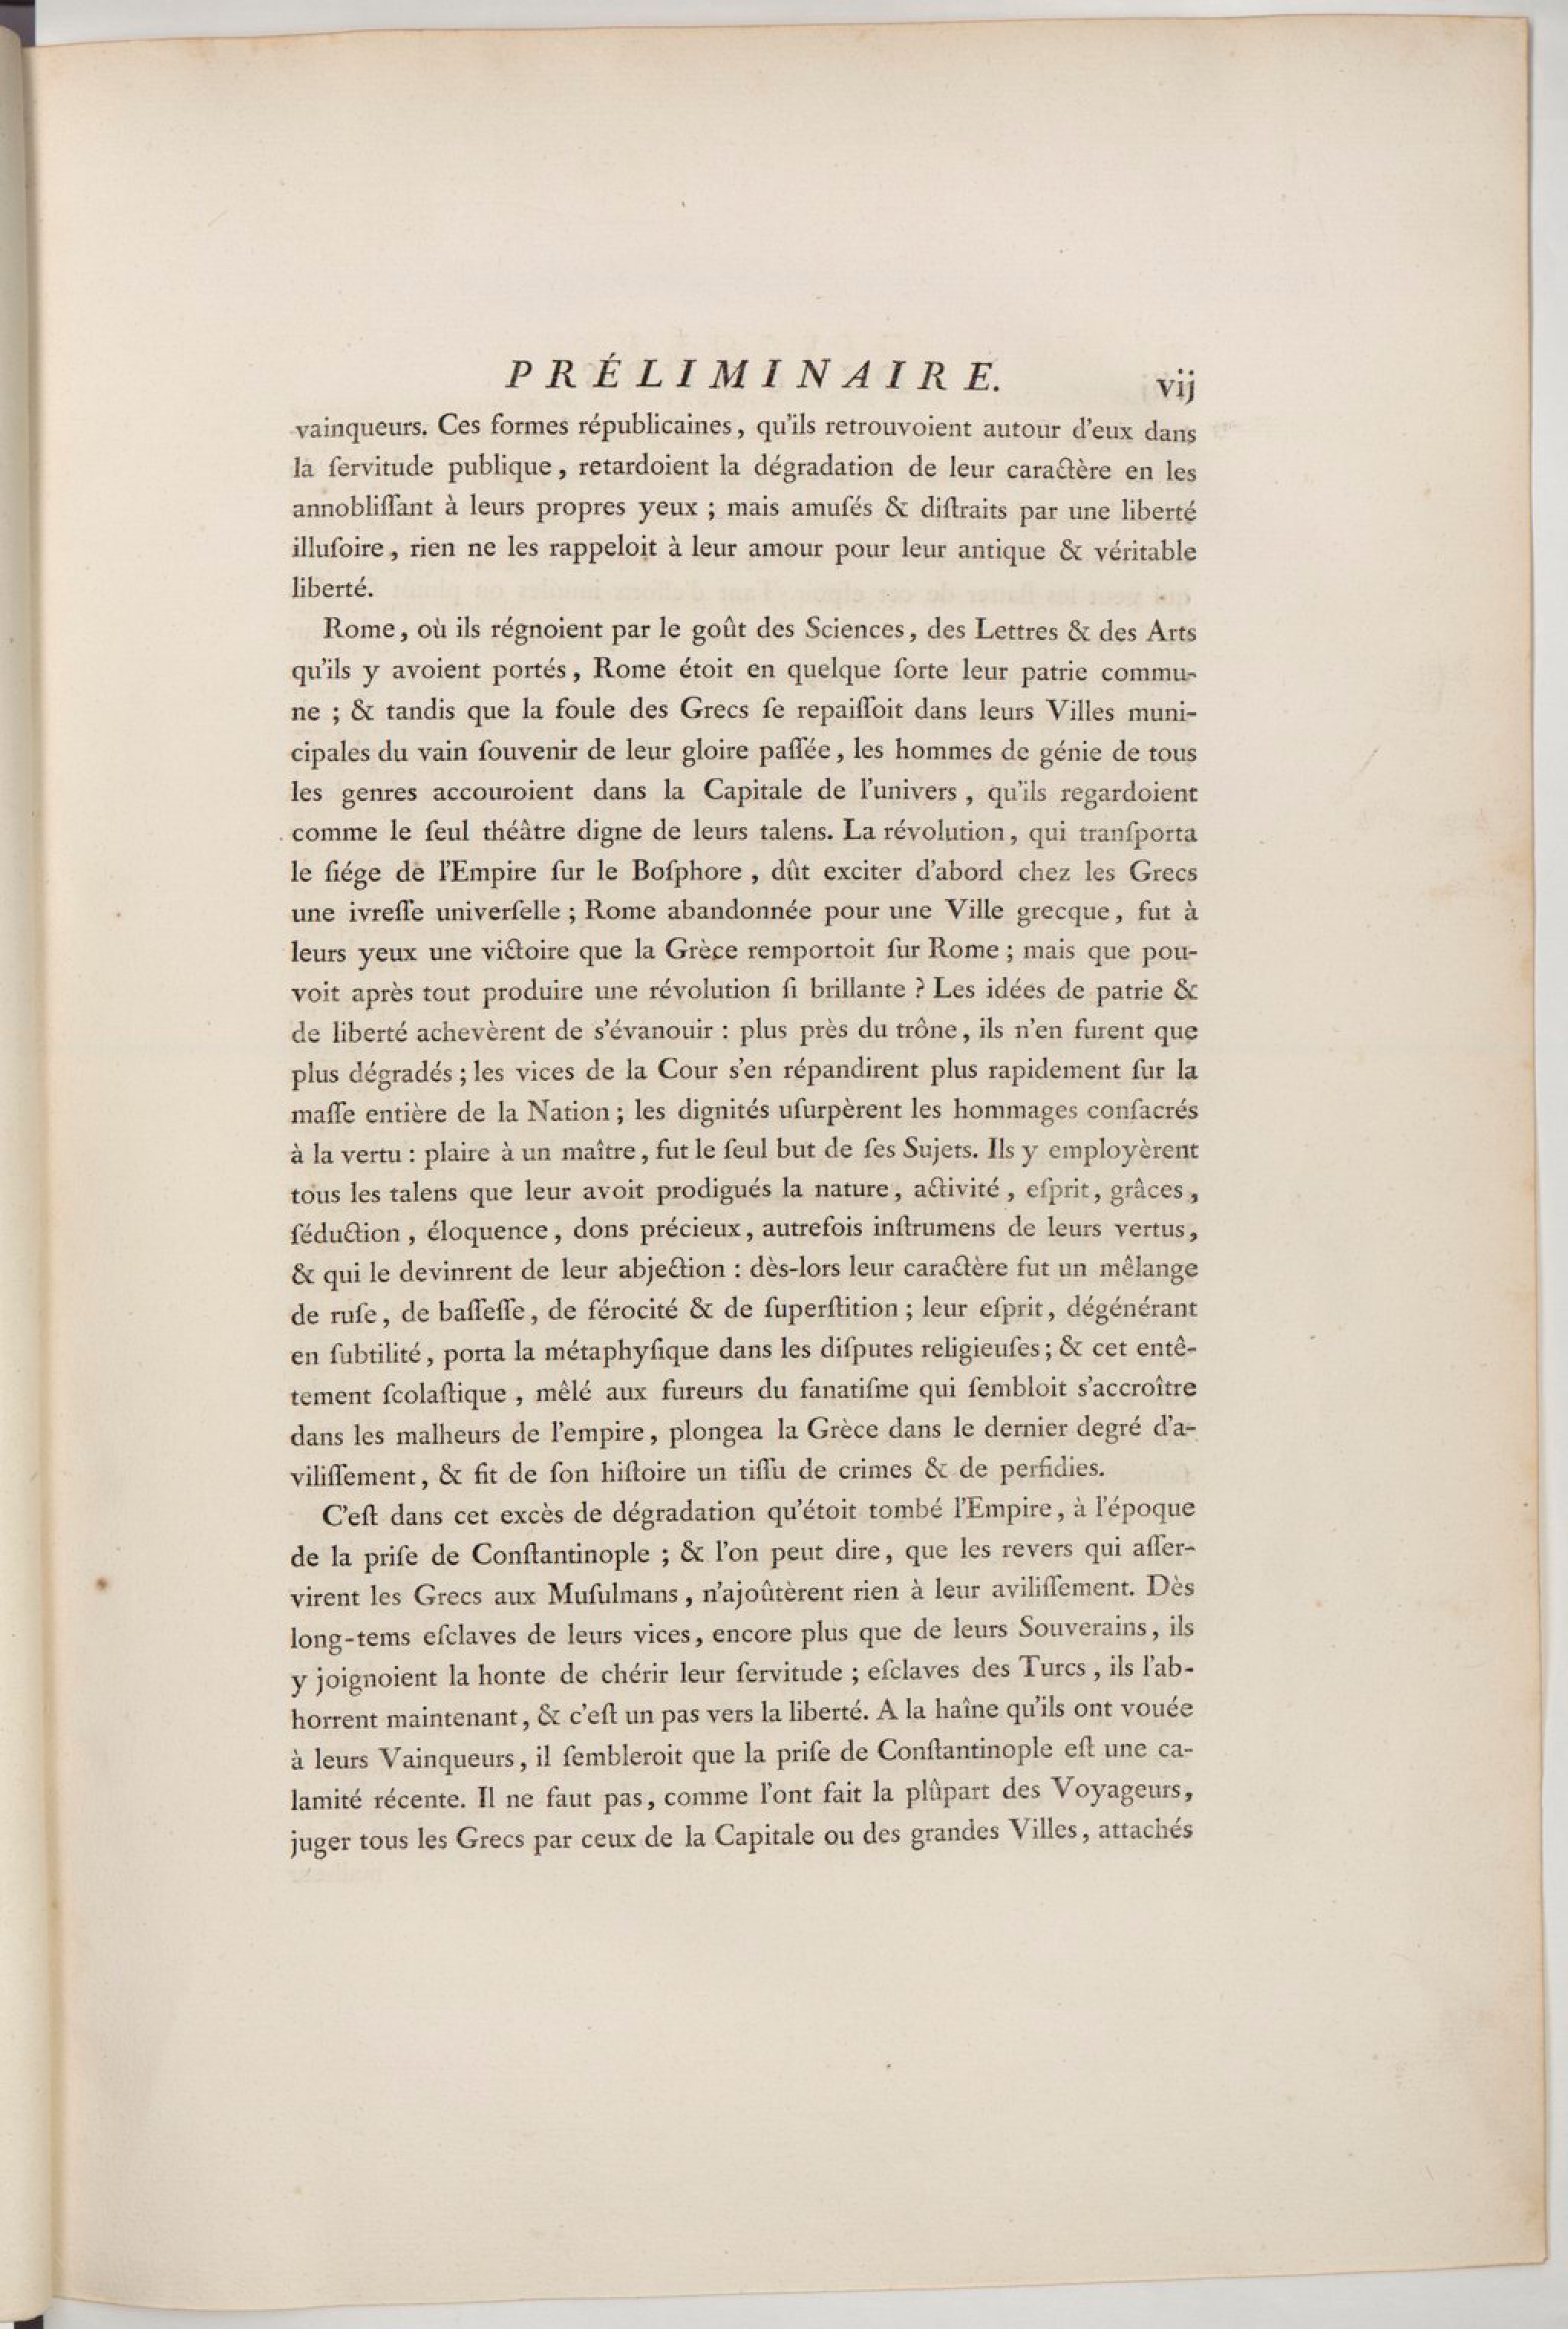 PRÉLIMINAIRE. vij
vainqueurs. Ces formes républicaines, qu'ils retrouvoient autour d'eux dans
la ſervitude publique, retardoient la dégradation de leur caractère en les
annobliſſant à leurs propres yeux ; mais amuſés & diſtraits par une liberté
illuſoire, rien ne les rappeloit à leur amour pour leur antique & véritable
liberté.
Rome, où ils régnoient par le goût des Sciences, des Lettres & des Arts
qu'ils y avoient portés, Rome étoit en quelque ſorte leur patrie commu-
ne ; & tandis que la foule des Grecs ſe repaiſſoit dans leurs Villes muni-
cipales du vain ſouvenir de leur gloire paſſée, les hommes de génie de tous
les genres accouroient dans la Capitale de l'univers, qu'ils regardoient
comme le ſeul théâtre digne de leurs talens. La révolution, qui tranſporta
le ſiége de l'Empire ſur le Boſphore, dût exciter d'abord chez les Grecs
une ivreſſe univerſelle ; Rome abandonnée pour une Ville grecque, fut à
leurs yeux une victoire que la Grèce remportoit ſur Rome ; mais que pou-
voit après tout produire une révolution ſi brillante ? Les idées de patrie &
de liberté achevèrent de s'évanouir : plus près du trône, ils n'en furent que
plus dégradés ; les vices de la Cour s'en répandirent plus rapidement ſur la
maſſe entière de la Nation ; les dignités uſurpèrent les hommages conſacrés
à la vertu : plaire à un maître, fut le ſeul but de ſes Sujets. Ils y employèrent
tous les talens que leur avoit prodigués la nature, activité, eſprit, grâces,
ſéduction, éloquence, dons précieux, autrefois inſtrumens de leurs vertus,
& qui le devinrent de leur abjection : dès-lors leur caractère fut un mêlange
de ruſe, de baſſeſſe, de férocité & de ſuperſtition ; leur eſprit, dégénérant
en ſubtilité, porta la métaphyſique dans les diſputes religieuſes ; & cet entê-
tement ſcolaſtique, mêlé aux fureurs du fanatiſme qui ſembloit s'accroître
dans les malheurs de l'empire, plongea la Grèce dans le dernier degré d'a-
viliſſement, & fit de ſon hiſtoire un tiſſu de crimes & de perfidies.
C'eſt dans cet excès de dégradation qu'étoit tombé l'Empire, à l'époque
de la priſe de Conſtantinople ; & l'on peut dire, que les revers qui aſſer-
virent les Grecs aux Muſulmans, n'ajoûtèrent rien à leur aviliſſement. Dès
long-tems eſclaves de leurs vices, encore plus que de leurs Souverains, ils
y joignoient la honte de chérir leur ſervitude ; eſclaves des Turcs, ils l'ab-
horrent maintenant, & c'eſt un pas vers la liberté. A la haîne qu'ils ont vouée
à leurs Vainqueurs, il ſembleroit que la priſe de Conſtantinople eſt une ca-
lamité récente. Il ne faut pas, comme l'ont fait la plûpart des Voyageurs,
juger tous les Grecs par ceux de la Capitale ou des grandes Villes, attachés